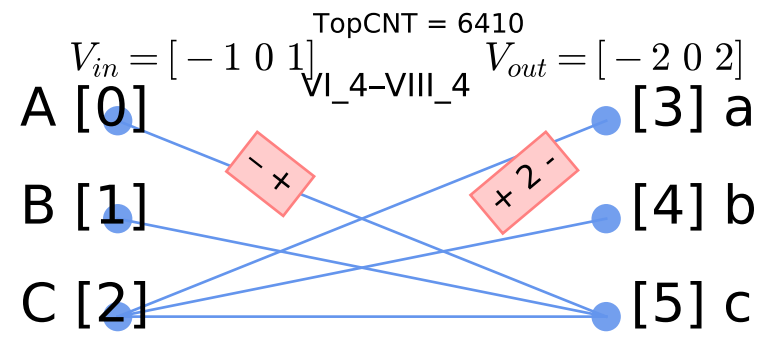 TopCNT = 6410
V_in = [ − 1 0 1] V_out = [ − 2 0 2]
VI_4–VIII_4
A [0] [3] a
− +
+ 2 -
B [1] [4] b
C [2] [5] c